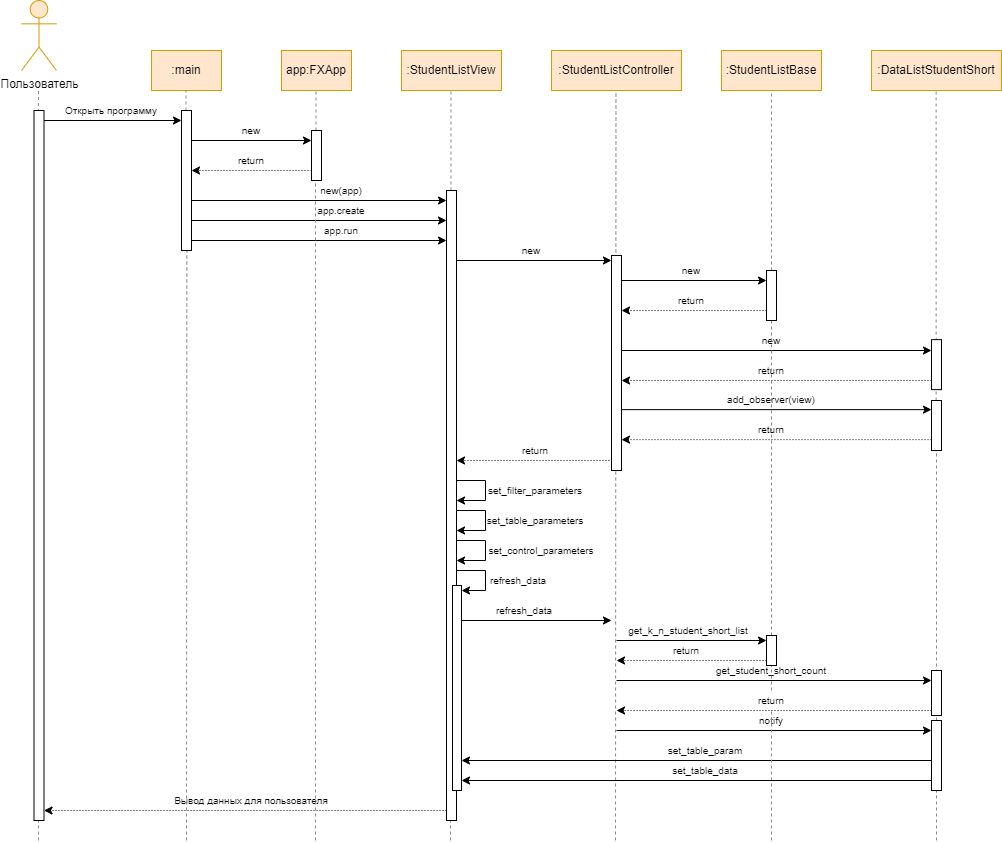 Пользователь
:main
app:FXApp
:StudentListView
:StudentListController
:StudentListBase
:DataListStudentShort
Открыть программу
new
return
new(app)
app.create
app.run
new
new
return
new
return
add_observer(view)
return
return
set_filter_parameters
set_table_parameters
set_control_parameters
refresh_data
refresh_data
get_k_n_student_short_list
return
get_student_short_count
return
notify
set_table_param
set_table_data
Вывод данных для пользователя